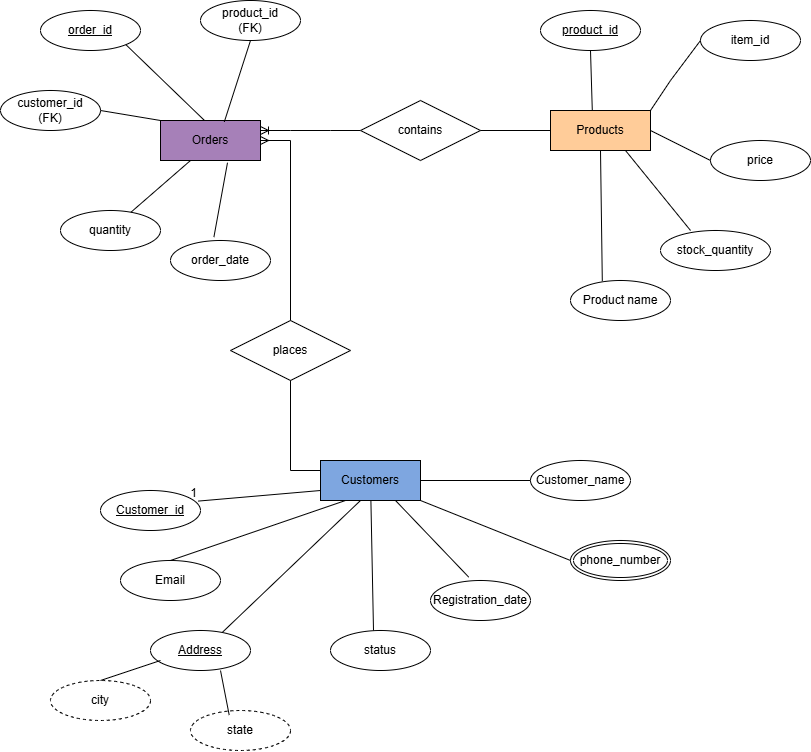 order_id
product_id
(FK)
product_id
item_id
customer_id
(FK)
Orders
contains
Products
price
quantity
order_date
stock_quantity
Product name
places
Customers
Customer_name
1
Customer_id
Email
phone_number
Registration_date
Address
status
city
state